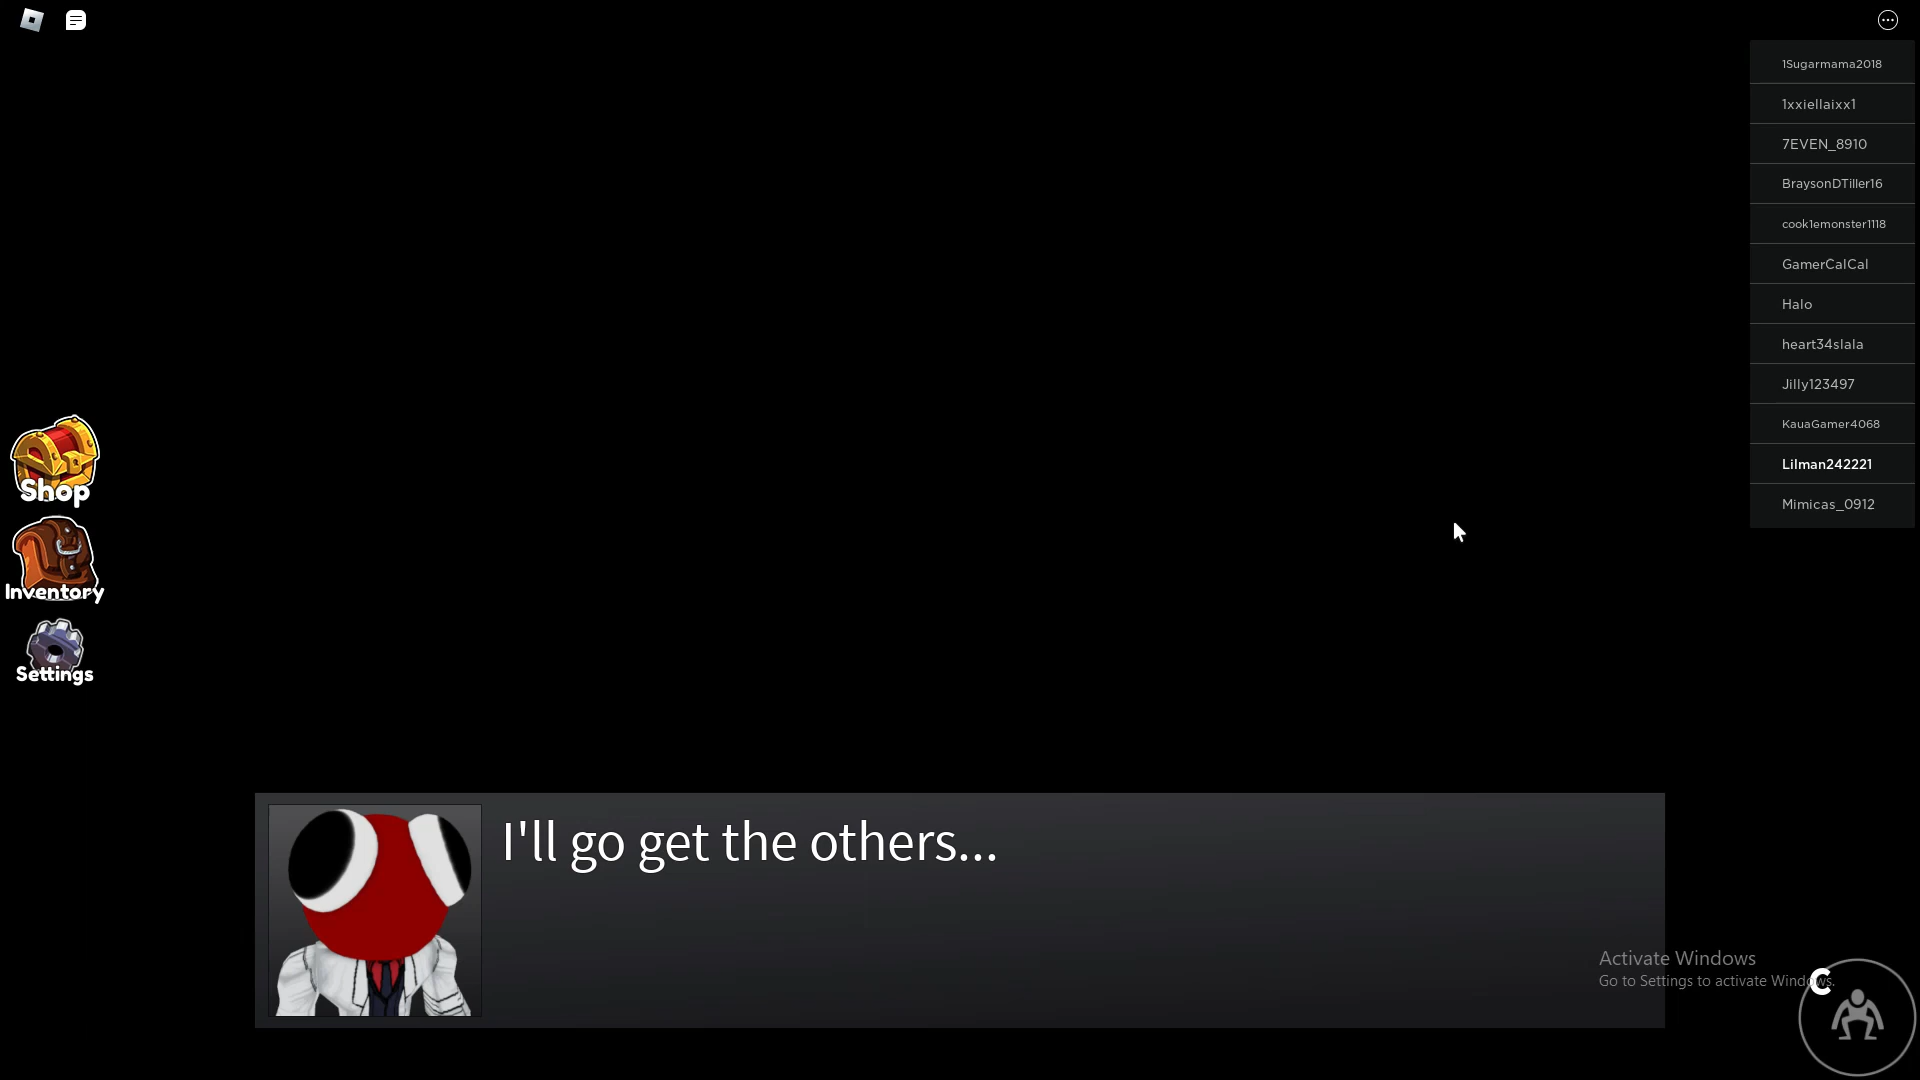 1Sugarmama2018
1xxiellaixx1
7EVEN_8910
BraysonDTiller16
cook1emonster1118
GamerCalCal
Halo
heart34slala
Jilly123497
KauaGamer4068
Lilman242221
Mimicas_0912
Shop
Inventory
Settings
I'll go get the others...
Activate Windows
Go to Settings to activate Windows.
C